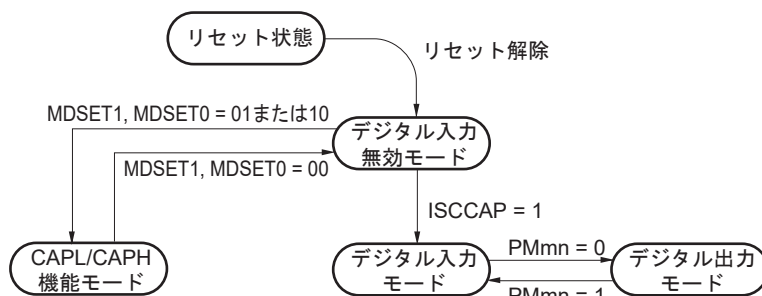 リセット状態
リセット解除
MDSET1, MDSET0 = 01または10
デジタル入力
無効モード
MDSET1, MDSET0 = 00
ISCCAP = 1
CAPL/CAPH
機能モード
デジタル入力
モード
PMmn = 0
PMmn = 1
デジタル出力
モード